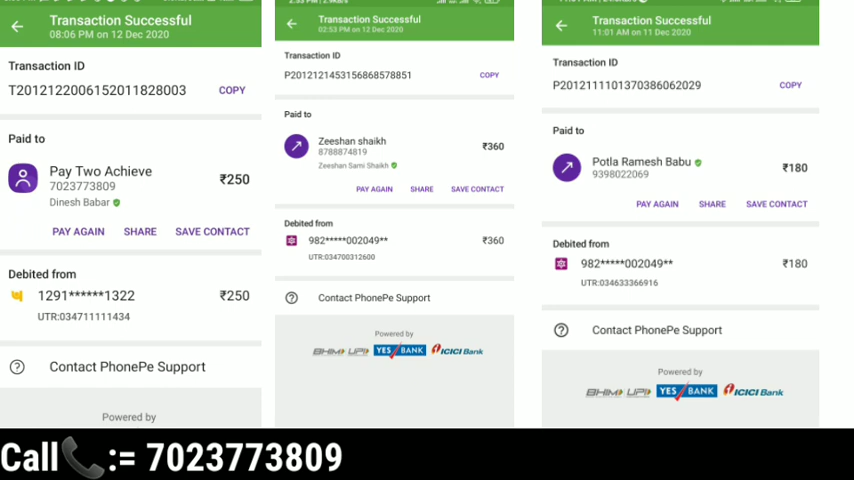 Transaction Successful
08:06 PM on 12 Dec 2020
Transaction ID
T2012122006152011828003 COPY
Paid to
Pay Two Achieve
7023773809
₹250
Dinesh Babar
PAY AGAIN SHARE SAVE CONTACT
Debited from
1291******1322 ₹250
UTR:034711111434
Contact PhonePe Support
Powered by
Transaction Successful
02:53 PM on 12 Dec 2020
Transaction ID
P2012121453156868578851 COPY
Paid to
Zeeshan shaikh ₹360
8788874819
Zeeshan Sami Shaikh
PAY AGAIN SHARE SAVE CONTACT
Debited from
982*****002049** ₹360
UTR:034700312600
Contact PhonePe Support
Powered by
BHIM UPI YES BANK ICICI Bank
Transaction Successful
11:01 AM on 11 Dec 2020
Transaction ID
P2012111101370386062029 COPY
Paid to
Potla Ramesh Babu ₹180
9398022069
PAY AGAIN SHARE SAVE CONTACT
Debited from
982*****002049** ₹180
UTR:034633366916
Contact PhonePe Support
Powered by
BHIM UPI YES BANK ICICI Bank
Call := 7023773809